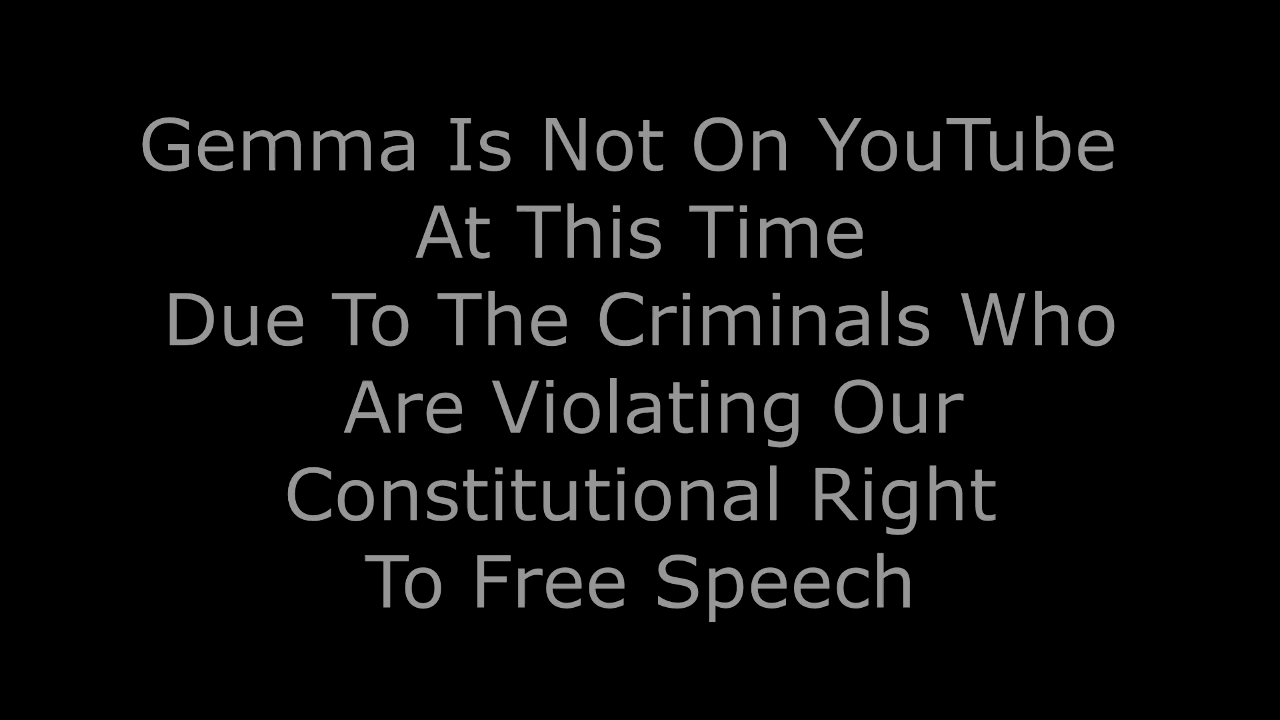 Gemma Is Not On YouTube
At This Time
Due To The Criminals Who
Are Violating Our
Constitutional Right
To Free Speech